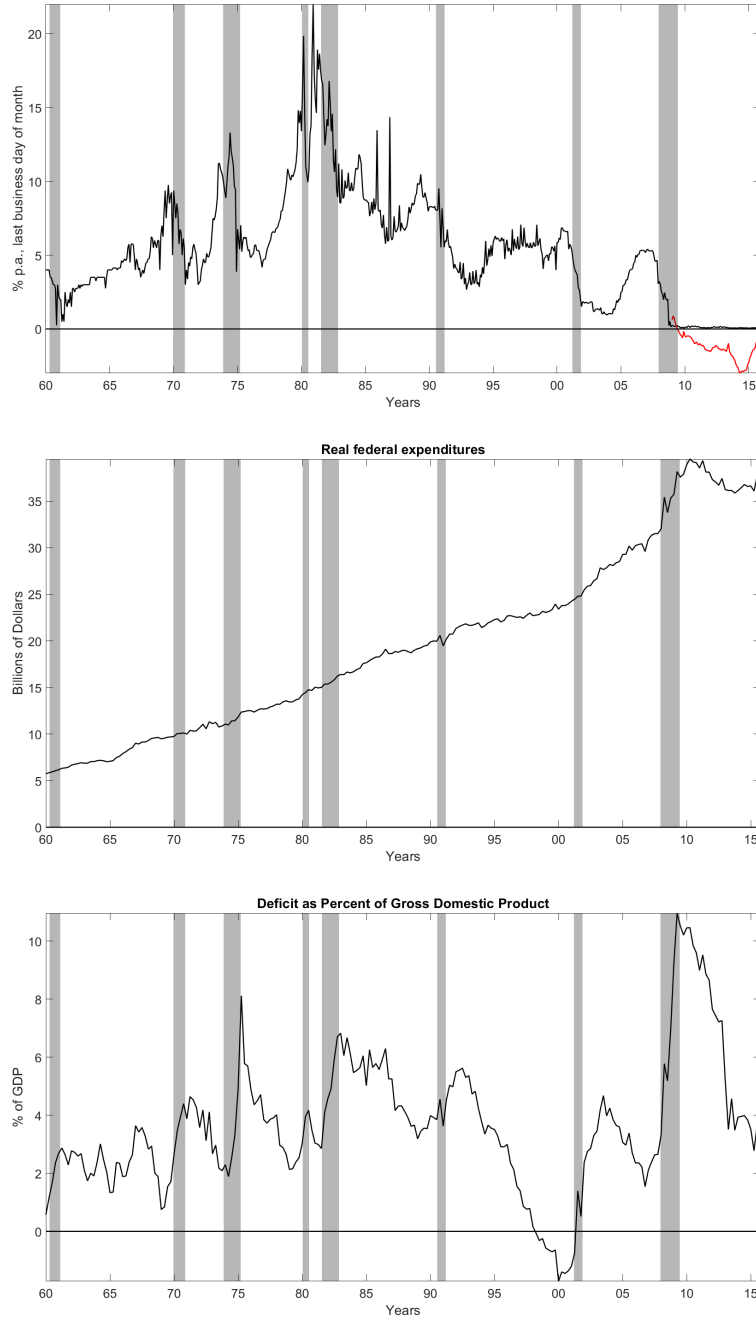 20
15
10
5
0
% p.a., last business day of month
60 65 70 75 80 85 90 95 00 05 10 15
Years
Real federal expenditures
35
30
25
20
15
10
5
0
Billions of Dollars
60 65 70 75 80 85 90 95 00 05 10 15
Years
Deficit as Percent of Gross Domestic Product
10
8
6
4
2
0
% of GDP
60 65 70 75 80 85 90 95 00 05 10 15
Years